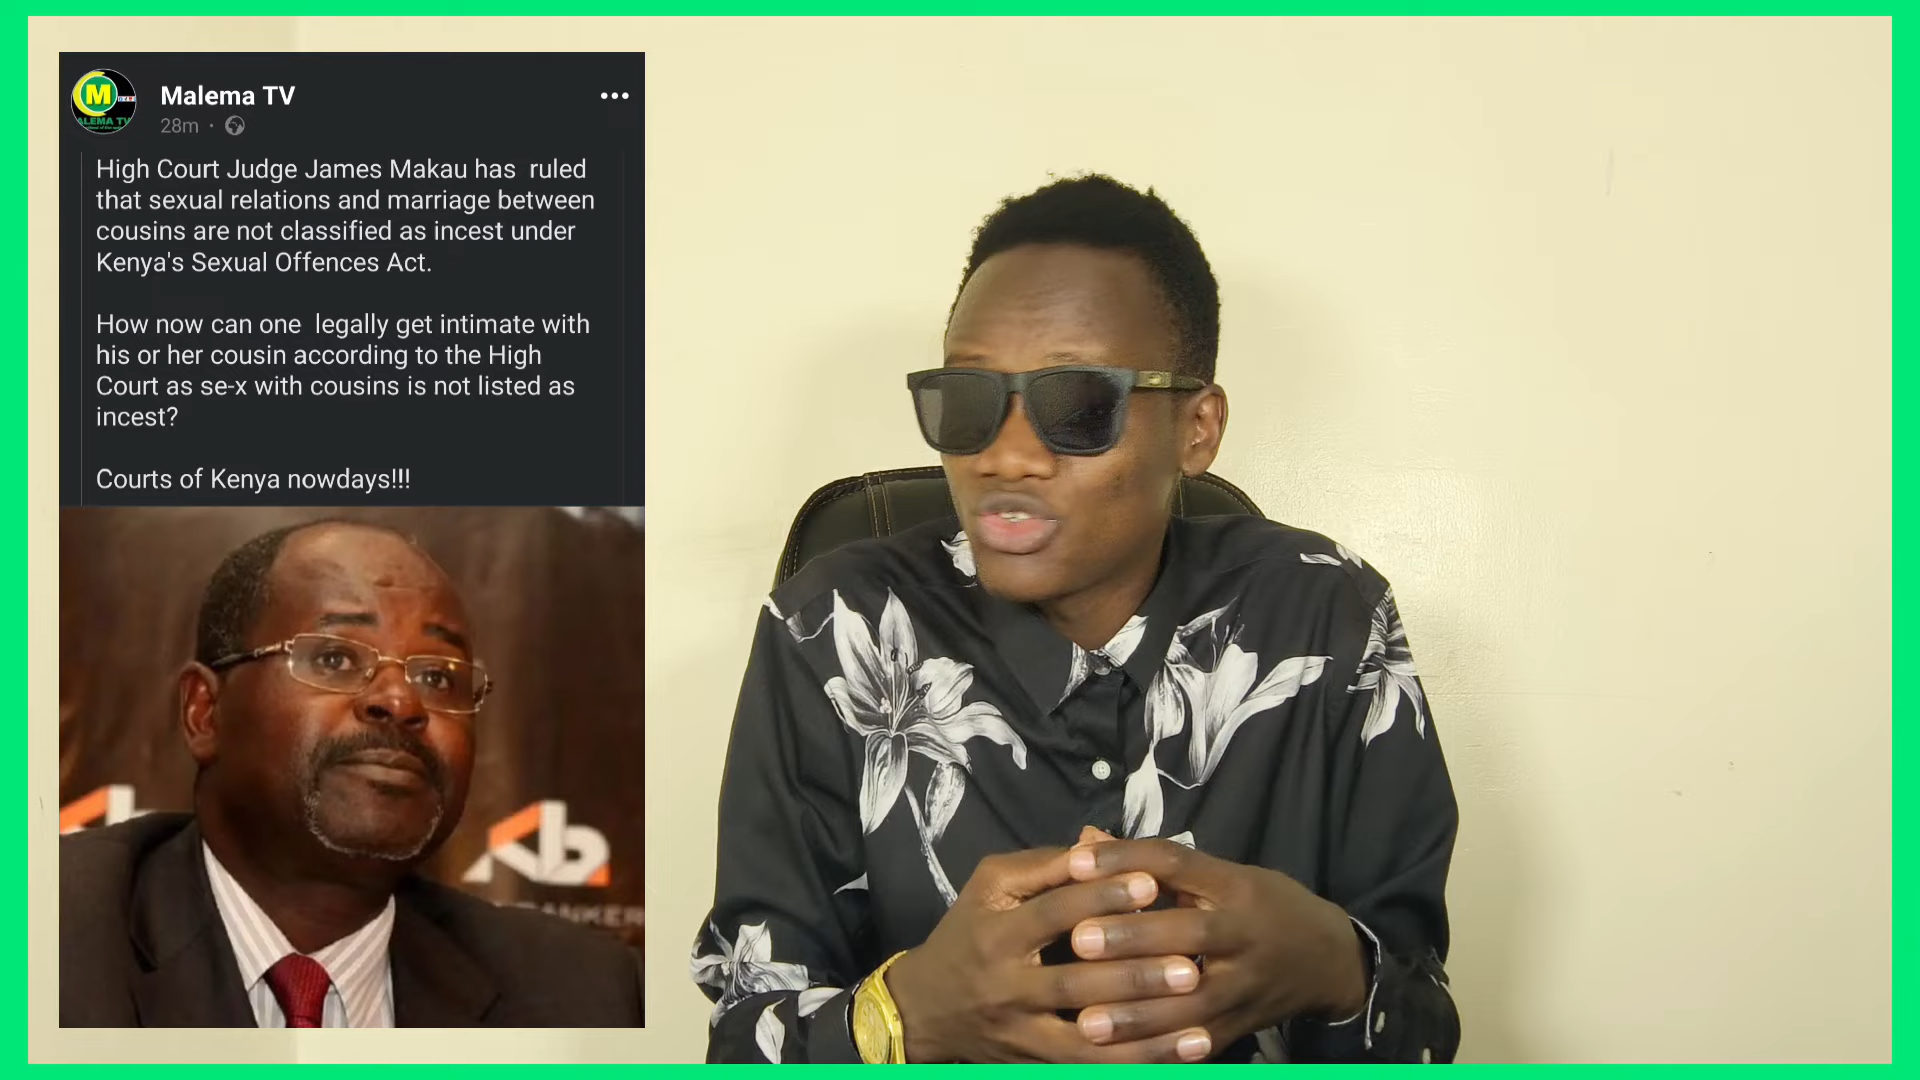 M
ALEMA TV
Malema TV
28m ·
High Court Judge James Makau has ruled
that sexual relations and marriage between
cousins are not classified as incest under
Kenya's Sexual Offences Act.
How now can one legally get intimate with
his or her cousin according to the High
Court as se-x with cousins is not listed as
incest?
Courts of Kenya nowdays!!!